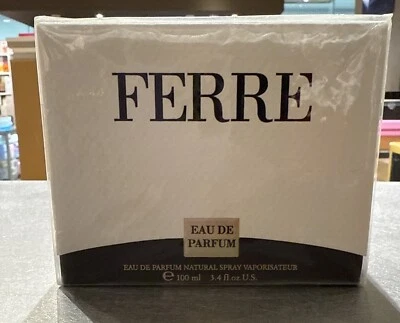 FERRE
EAU DE
PARFUM
EAU DE PARFUM NATURAL SPRAY VAPORISATEUR
℮ 100 ml 3.4 fl oz U.S.